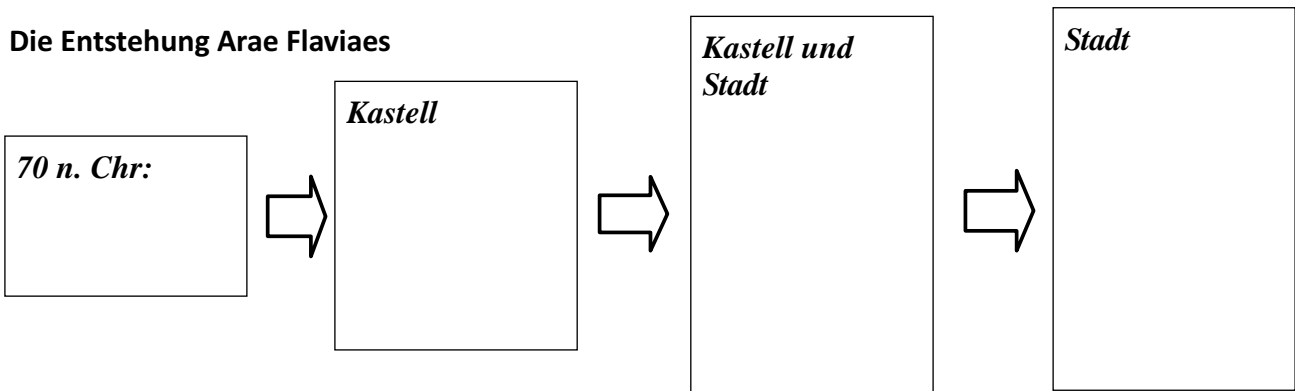 Die Entstehung Arae Flaviaes
70 n. Chr:
Kastell
Kastell und
Stadt
Stadt